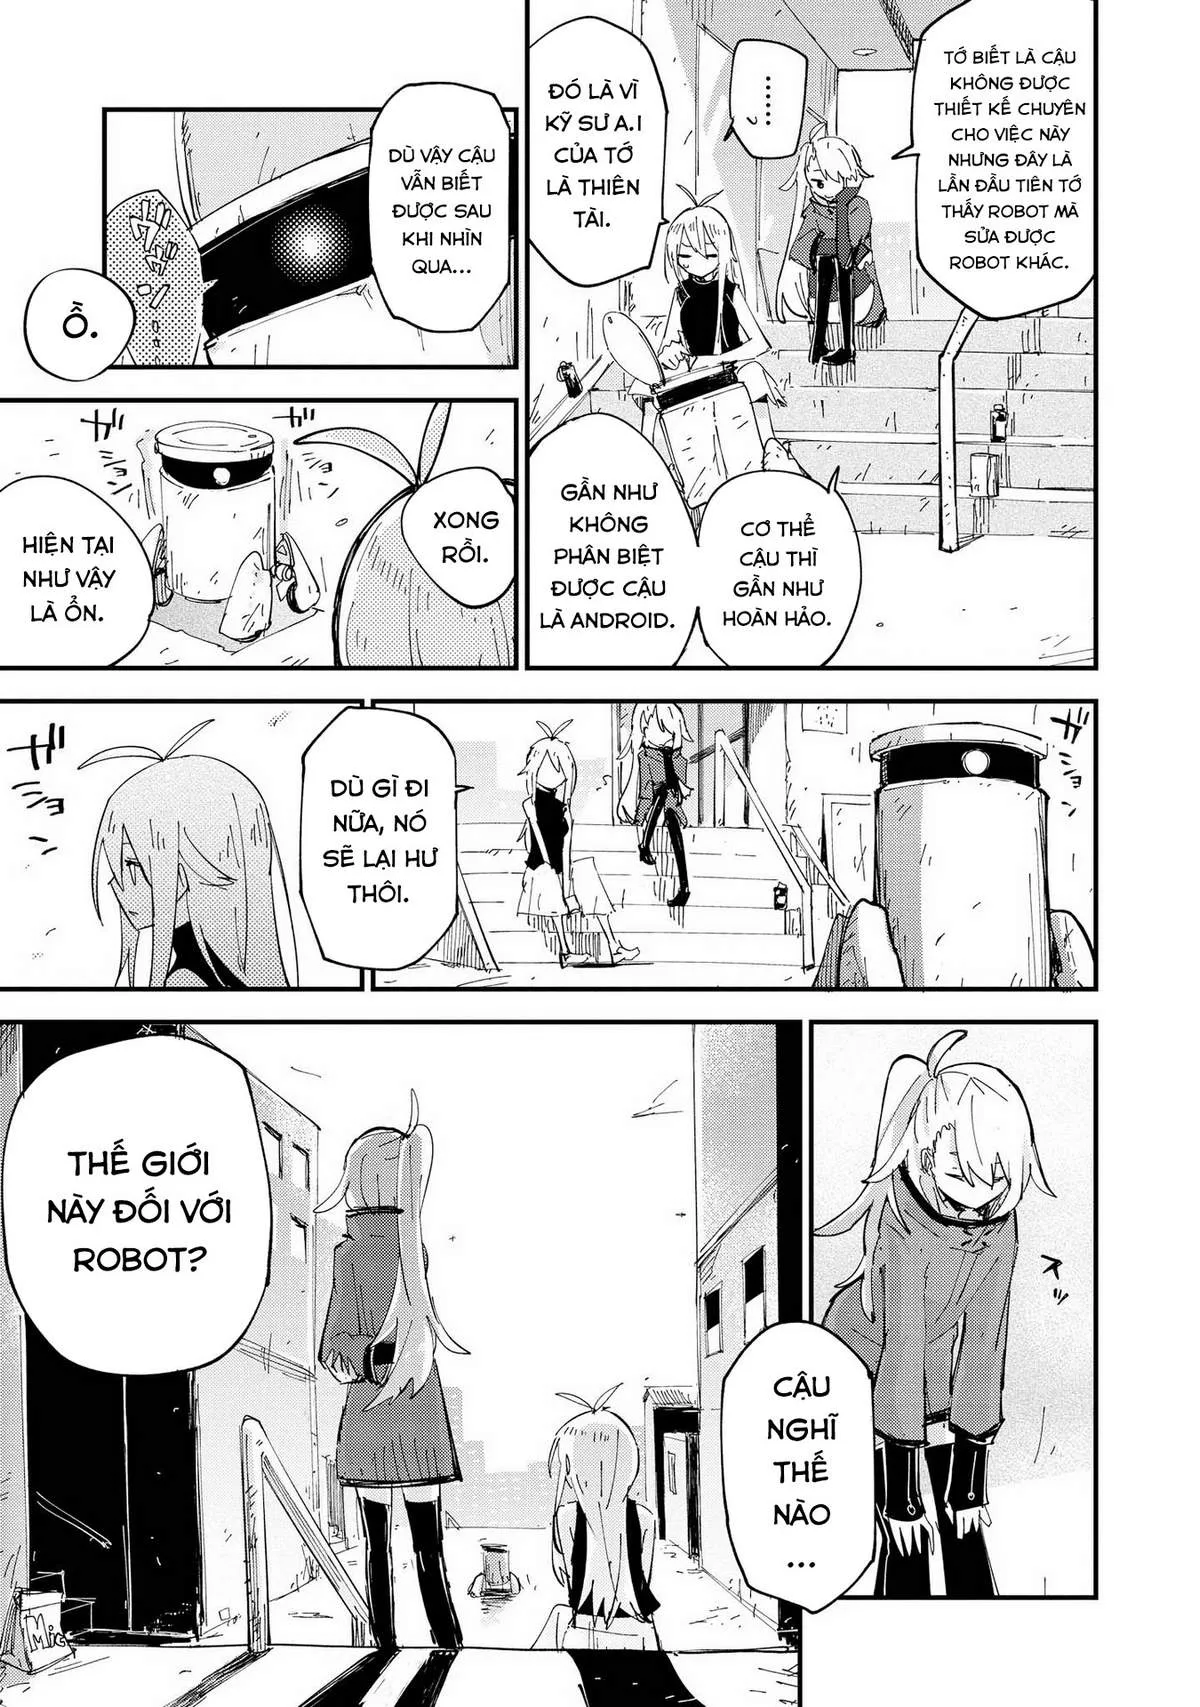 TỚ BIẾT LÀ CẬU
KHÔNG ĐƯỢC
THIẾT KẾ CHUYÊN
CHO VIỆC NÀY
NHƯNG ĐÂY LÀ
LẦN ĐẦU TIÊN TỚ
THẤY ROBOT MÀ
SỬA ĐƯỢC
ROBOT KHÁC.
......
ĐÓ LÀ VÌ
KỸ SƯ A.I
CỦA TỚ
LÀ THIÊN
TÀI.
CƠ THỂ
CẬU THÌ
GẦN NHƯ
HOÀN HẢO.
GẦN NHƯ
KHÔNG
PHÂN BIỆT
ĐƯỢC CẬU
LÀ ANDROID.
DÙ VẬY CẬU
VẪN BIẾT
ĐƯỢC SAU
KHI NHÌN
QUA...
Ồ.
XONG
RỒI.
HIỆN TẠI
NHƯ VẬY
LÀ ỔN.
DÙ GÌ ĐI
NỮA, NÓ
SẼ LẠI HƯ
THÔI.
CẬU
NGHĨ
THẾ
NÀO
...
THẾ GIỚI
NÀY ĐỐI VỚI
ROBOT?
Mic